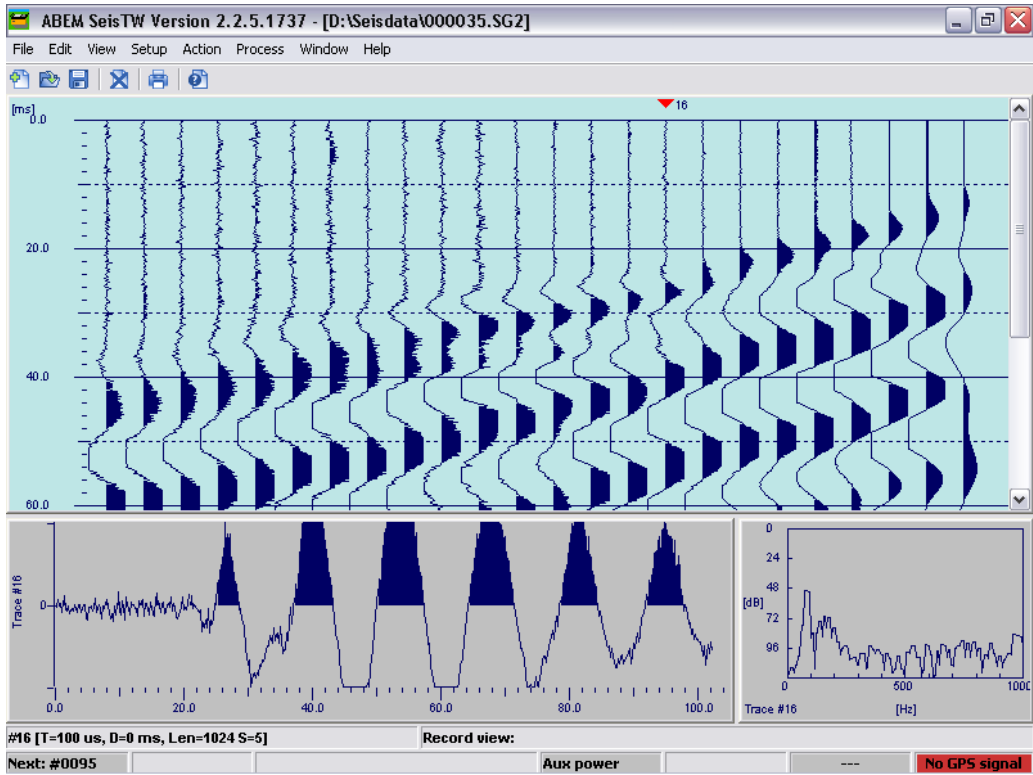 ABEM SeisTW Version 2.2.5.1737 - [D:\Seisdata\000035.SG2]
File Edit View Setup Action Process Window Help
[ms]
16
0.0
20.0
40.0
60.0
Trace #16
0
0.0 20.0 40.0 60.0 80.0 100.0
0
24
48
[dB]
72
96
0 500 1000
Trace #16 [Hz]
#16 [T=100 us, D=0 ms, Len=1024 S=5] Record view:
Next: #0095 Aux power --- No GPS signal